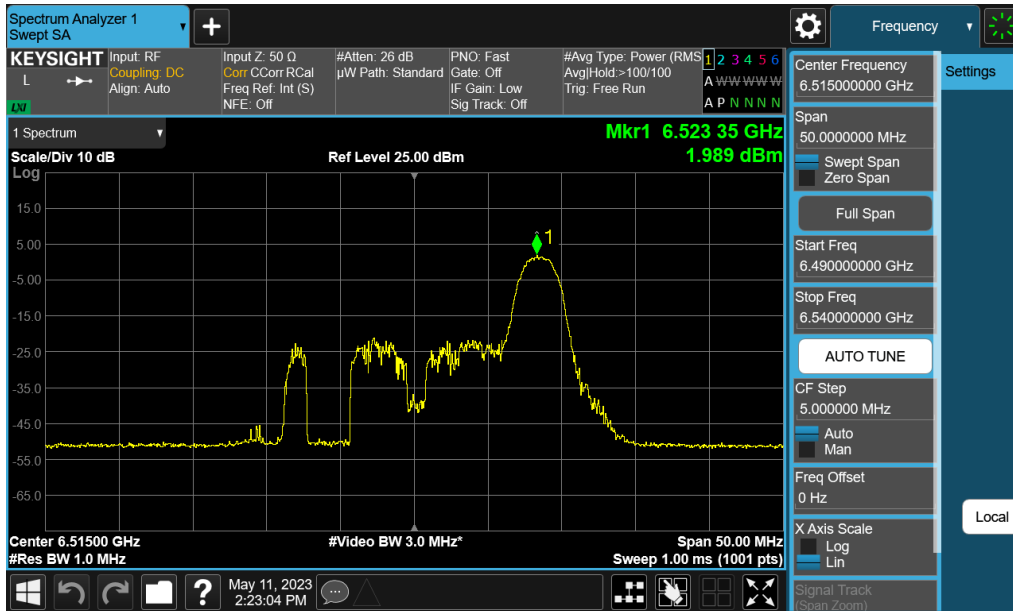 Spectrum Analyzer 1
Swept SA
Frequency
KEYSIGHT
L
LXI
Input: RF
Coupling: DC
Align: Auto
Input Z: 50 Ω
Corr CCorr RCal
Freq Ref: Int (S)
NFE: Off
#Atten: 26 dB
µW Path: Standard
PNO: Fast
Gate: Off
IF Gain: Low
Sig Track: Off
#Avg Type: Power (RMS
Avg|Hold:>100/100
Trig: Free Run
1 2 3 4 5 6
A W W W W W
A P N N N N
1 Spectrum
Mkr1 6.523 35 GHz
Scale/Div 10 dB
Ref Level 25.00 dBm
1.989 dBm
Log
15.0
5.00
-5.00
-15.0
-25.0
-35.0
-45.0
-55.0
-65.0
1
Center 6.51500 GHz
#Video BW 3.0 MHz*
Span 50.00 MHz
#Res BW 1.0 MHz
Sweep 1.00 ms (1001 pts)
May 11, 2023
2:23:04 PM
Center Frequency
6.515000000 GHz
Settings
Span
50.0000000 MHz
Swept Span
Zero Span
Full Span
Start Freq
6.490000000 GHz
Stop Freq
6.540000000 GHz
AUTO TUNE
CF Step
5.000000 MHz
Auto
Man
Freq Offset
0 Hz
Local
X Axis Scale
Log
Lin
Signal Track
(Span Zoom)